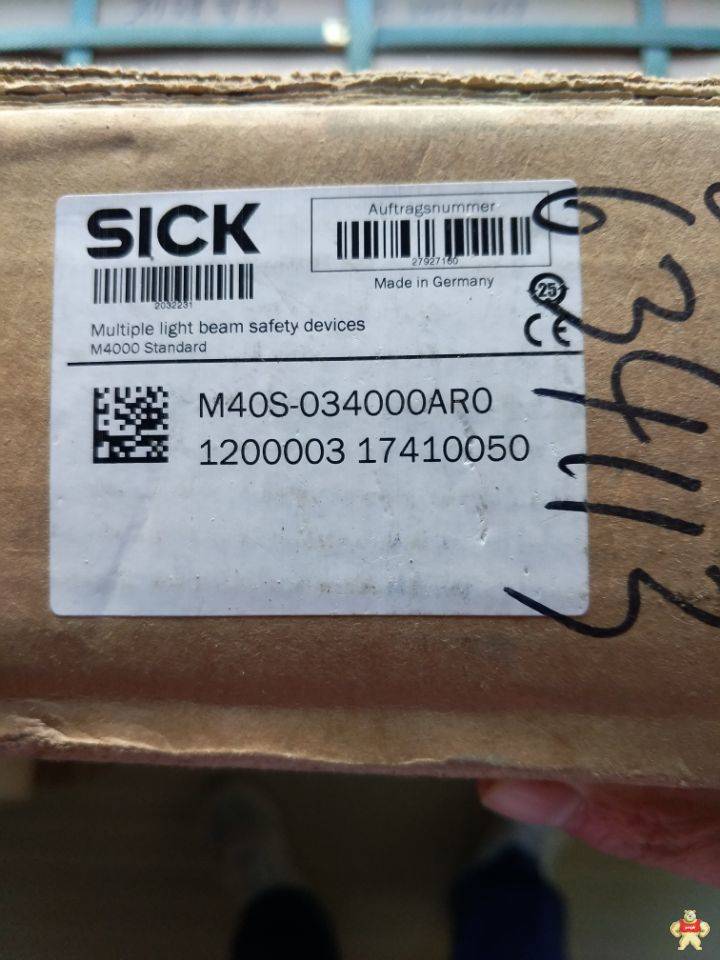 SICK
2032231
Auftragsnummer
27927160
Made in Germany
25
CE
Multiple light beam safety devices
M4000 Standard
M40S-034000AR0
1200003 17410050